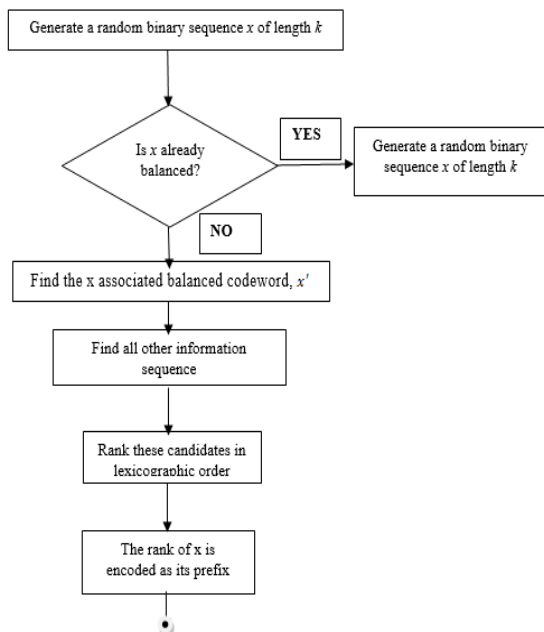 Generate a random binary sequence x of length k
Is x already
balanced?
YES
Generate a random binary
sequence x of length k
NO
Find the x associated balanced codeword, x'
Find all other information
sequence
Rank these candidates in
lexicographic order
The rank of x is
encoded as its prefix